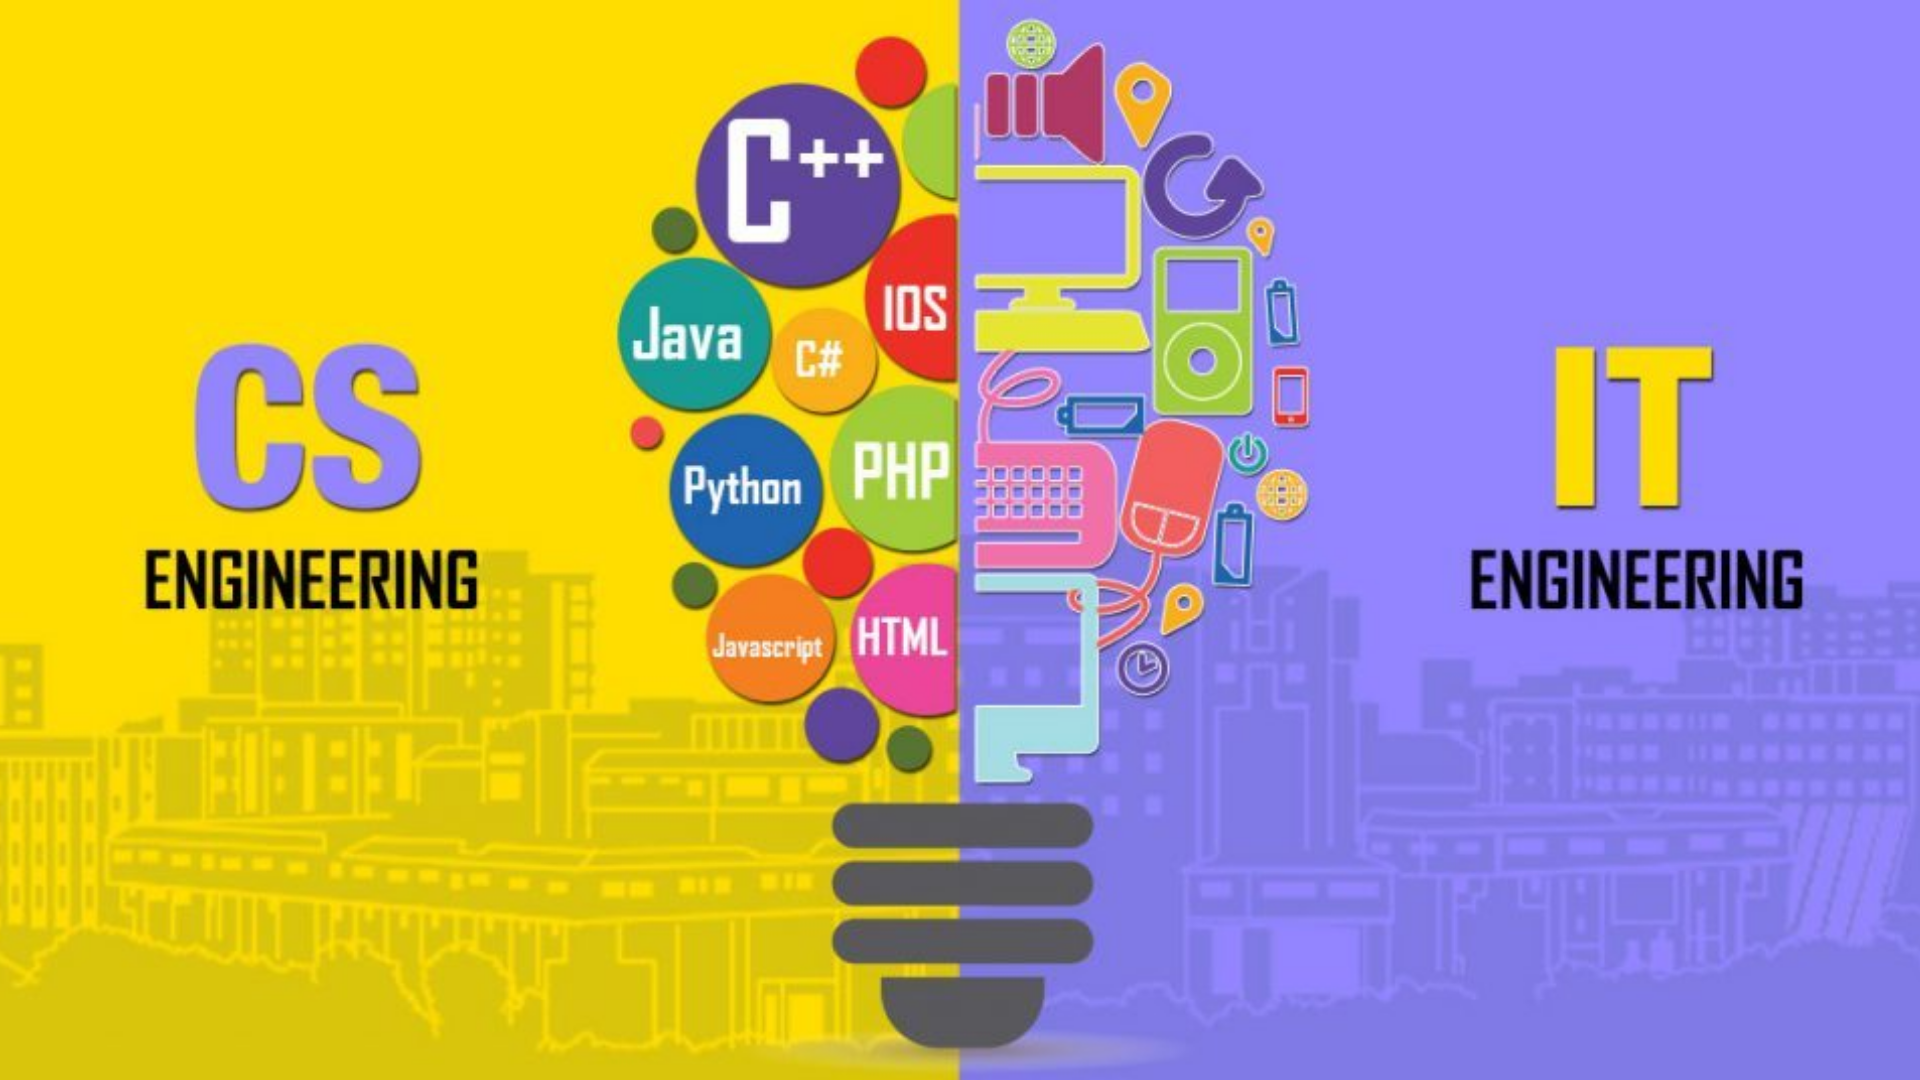 CS
ENGINEERING
C++
IOS
Java
C#
Python
PHP
Javascript
HTML
IT
ENGINEERING